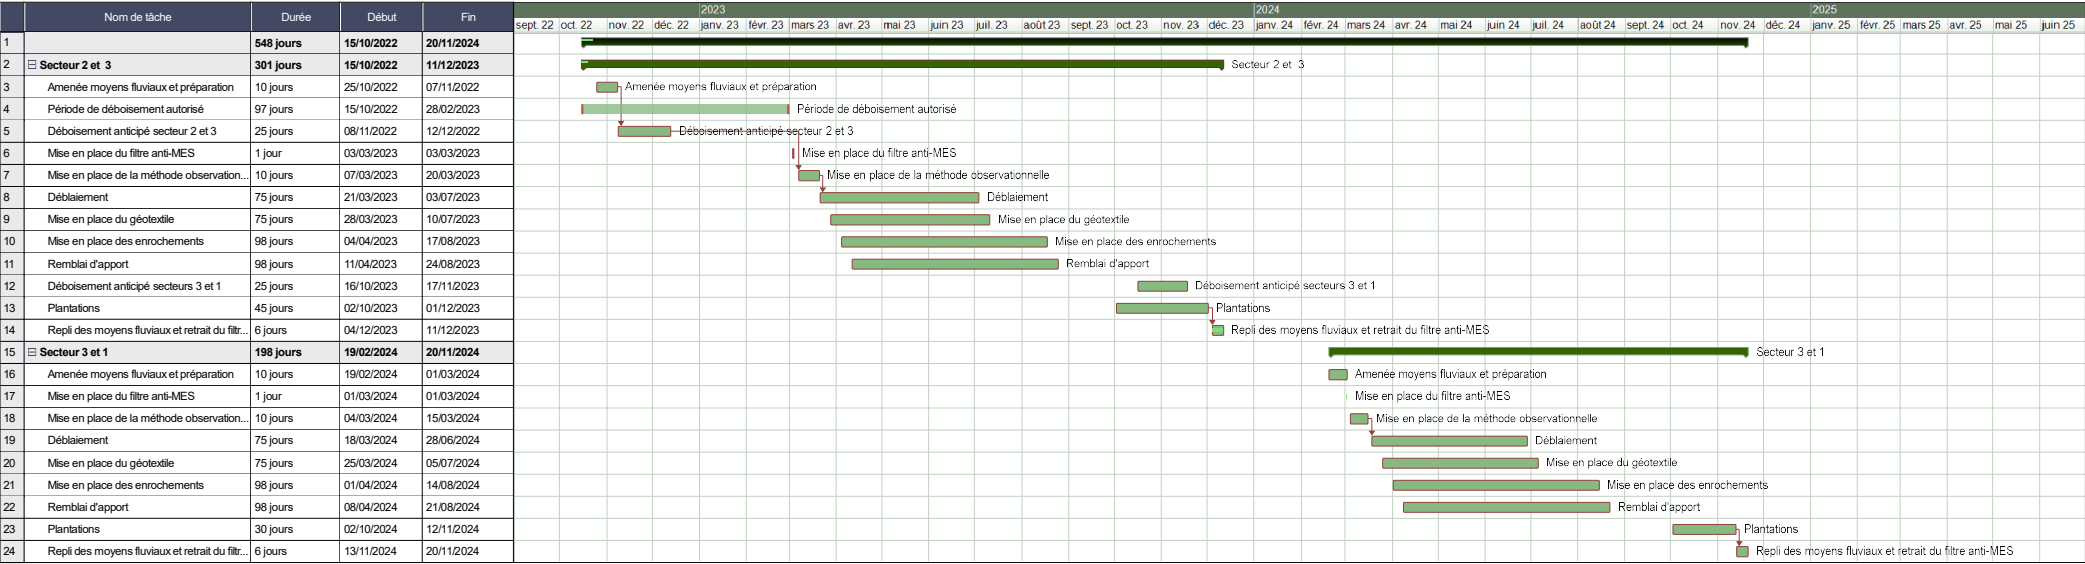 Nom de tâche Durée Début Fin
2023 2024 2025
sept. 22 oct. 22 nov. 22 déc. 22 janv. 23 févr. 23 mars 23 avr. 23 mai 23 juin 23 juil. 23 août 23 sept. 23 oct. 23 nov. 23 déc. 23 janv. 24 févr. 24 mars 24 avr. 24 mai 24 juin 24 juil. 24 août 24 sept. 24 oct. 24 nov. 24 déc. 24 janv. 25 févr. 25 mars 25 avr. 25 mai 25 juin 25
1 548 jours 15/10/2022 20/11/2024
2 Secteur 2 et 3 301 jours 15/10/2022 11/12/2023 Secteur 2 et 3
3 Amenée moyens fluviaux et préparation 10 jours 25/10/2022 07/11/2022 Amenée moyens fluviaux et préparation
4 Période de déboisement autorisé 97 jours 15/10/2022 28/02/2023 Période de déboisement autorisé
5 Déboisement anticipé secteur 2 et 3 25 jours 08/11/2022 12/12/2022 Déboisement anticipé secteur 2 et 3
6 Mise en place du filtre anti-MES 1 jour 03/03/2023 03/03/2023 Mise en place du filtre anti-MES
7 Mise en place de la méthode observation... 10 jours 07/03/2023 20/03/2023 Mise en place de la méthode observationnelle
8 Déblaiement 75 jours 21/03/2023 03/07/2023 Déblaiement
9 Mise en place du géotextile 75 jours 28/03/2023 10/07/2023 Mise en place du géotextile
10 Mise en place des enrochements 98 jours 04/04/2023 17/08/2023 Mise en place des enrochements
11 Remblai d'apport 98 jours 11/04/2023 24/08/2023 Remblai d'apport
12 Déboisement anticipé secteurs 3 et 1 25 jours 16/10/2023 17/11/2023 Déboisement anticipé secteurs 3 et 1
13 Plantations 45 jours 02/10/2023 01/12/2023 Plantations
14 Repli des moyens fluviaux et retrait du filtr... 6 jours 04/12/2023 11/12/2023 Repli des moyens fluviaux et retrait du filtre anti-MES
15 Secteur 3 et 1 198 jours 19/02/2024 20/11/2024 Secteur 3 et 1
16 Amenée moyens fluviaux et préparation 10 jours 19/02/2024 01/03/2024 Amenée moyens fluviaux et préparation
17 Mise en place du filtre anti-MES 1 jour 01/03/2024 01/03/2024 Mise en place du filtre anti-MES
18 Mise en place de la méthode observation... 10 jours 04/03/2024 15/03/2024 Mise en place de la méthode observationnelle
19 Déblaiement 75 jours 18/03/2024 28/06/2024 Déblaiement
20 Mise en place du géotextile 75 jours 25/03/2024 05/07/2024 Mise en place du géotextile
21 Mise en place des enrochements 98 jours 01/04/2024 14/08/2024 Mise en place des enrochements
22 Remblai d'apport 98 jours 08/04/2024 21/08/2024 Remblai d'apport
23 Plantations 30 jours 02/10/2024 12/11/2024 Plantations
24 Repli des moyens fluviaux et retrait du filtr... 6 jours 13/11/2024 20/11/2024 Repli des moyens fluviaux et retrait du filtre anti-MES